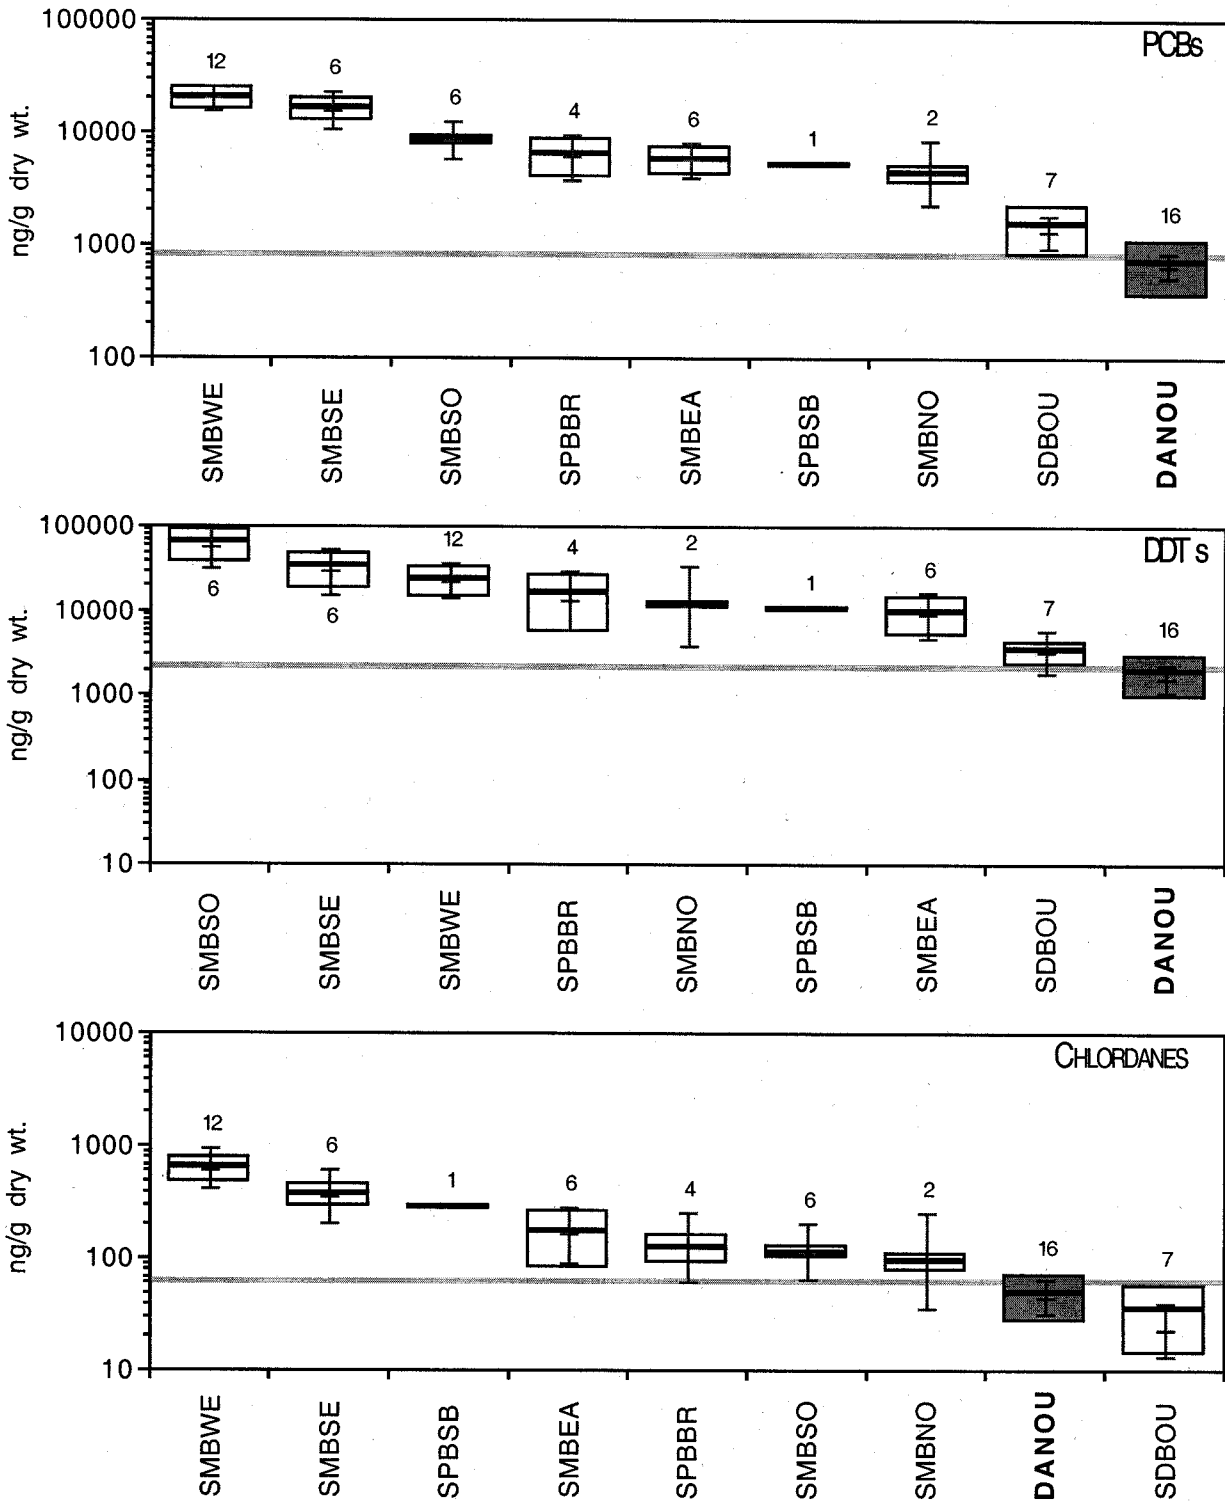 100000
PCBs
12
6
6
4
6
1
2
7
16
10000
1000
100
ng/g dry wt.
SMBWE
SMBSE
SMBSO
SPBBR
SMBEA
SPBSB
SMBNO
SDBOU
DANOU
100000
DDTs
6
6
12
4
2
1
6
7
16
10000
1000
100
10
ng/g dry wt.
SMBSO
SMBSE
SMBWE
SPBBR
SMBNO
SPBSB
SMBEA
SDBOU
DANOU
10000
CHLORDANES
12
6
1
6
4
6
2
16
7
1000
100
10
ng/g dry wt.
SMBWE
SMBSE
SPBSB
SMBEA
SPBBR
SMBSO
SMBNO
DANOU
SDBOU